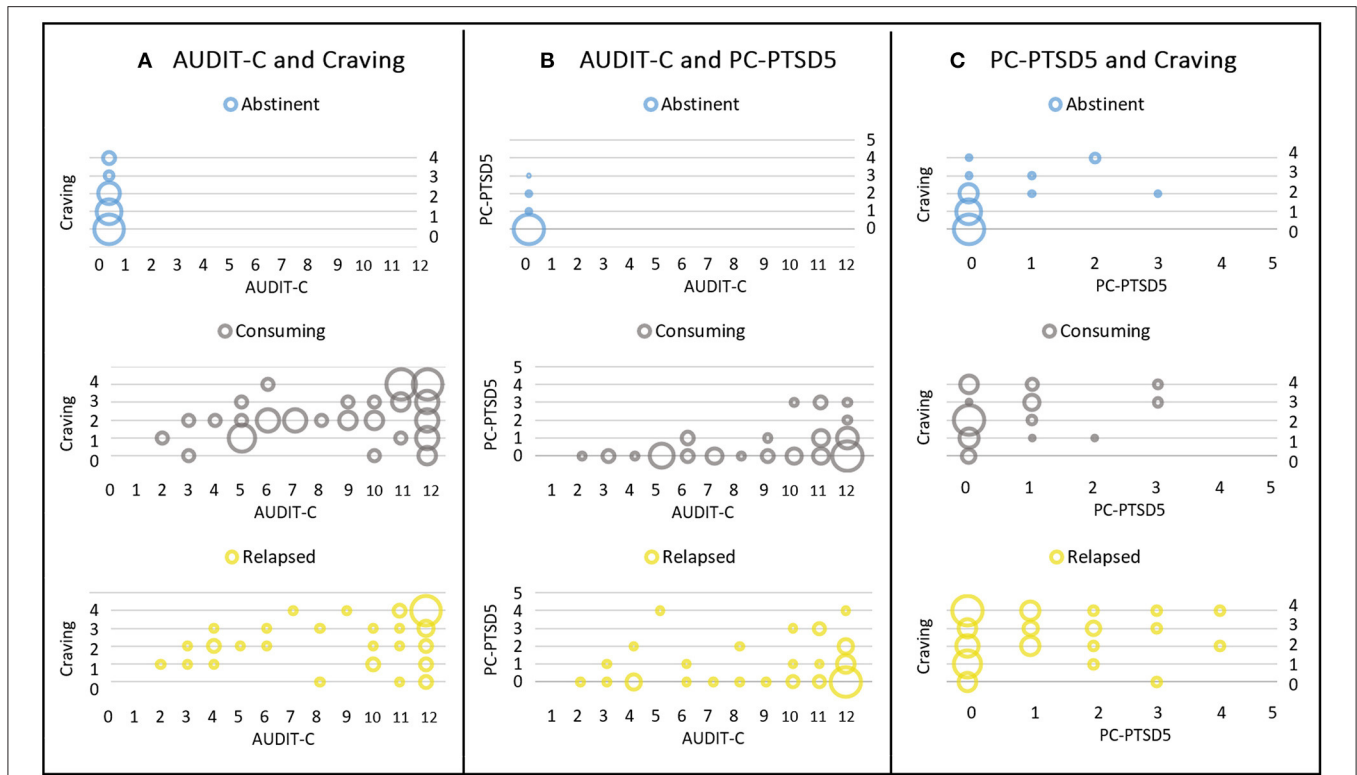 A AUDIT-C and Craving
Abstinent
Craving
4
3
2
1
0
0 1 2 3 4 5 6 7 8 9 10 11 12
AUDIT-C
Consuming
Craving
4
3
2
1
0
0 1 2 3 4 5 6 7 8 9 10 11 12
AUDIT-C
Relapsed
Craving
4
3
2
1
0
0 1 2 3 4 5 6 7 8 9 10 11 12
AUDIT-C
B AUDIT-C and PC-PTSD5
Abstinent
PC-PTSD5
5
4
3
2
1
0
0 1 2 3 4 5 6 7 8 9 10 11 12
AUDIT-C
Consuming
PC-PTSD5
5
4
3
2
1
0
1 2 3 4 5 6 7 8 9 10 11 12
AUDIT-C
Relapsed
PC-PTSD5
5
4
3
2
1
0
1 2 3 4 5 6 7 8 9 10 11 12
AUDIT-C
C PC-PTSD5 and Craving
Abstinent
Craving
4
3
2
1
0
0 1 2 3 4 5
PC-PTSD5
Consuming
Craving
4
3
2
1
0
0 1 2 3 4 5
PC-PTSD5
Relapsed
Craving
4
3
2
1
0
0 1 2 3 4 5
PC-PTSD5